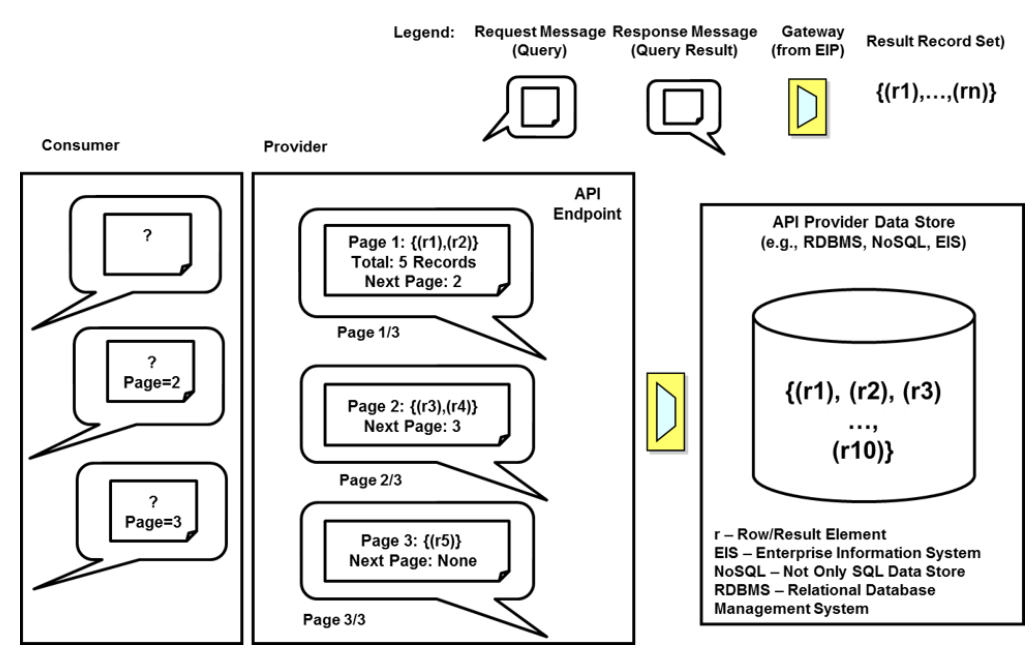 Legend:
Request Message
(Query)
Response Message
(Query Result)
Gateway
(from EIP)
Result Record Set)
{(r1),...,(rn)}
Consumer
Provider
?
?
Page=2
?
Page=3
API
Endpoint
Page 1: {(r1),(r2)}
Total: 5 Records
Next Page: 2
Page 1/3
Page 2: {(r3),(r4)}
Next Page: 3
Page 2/3
Page 3: {(r5)}
Next Page: None
Page 3/3
API Provider Data Store
(e.g., RDBMS, NoSQL, EIS)
{(r1), (r2), (r3)
...,
(r10)}
r – Row/Result Element
EIS – Enterprise Information System
NoSQL – Not Only SQL Data Store
RDBMS – Relational Database
Management System